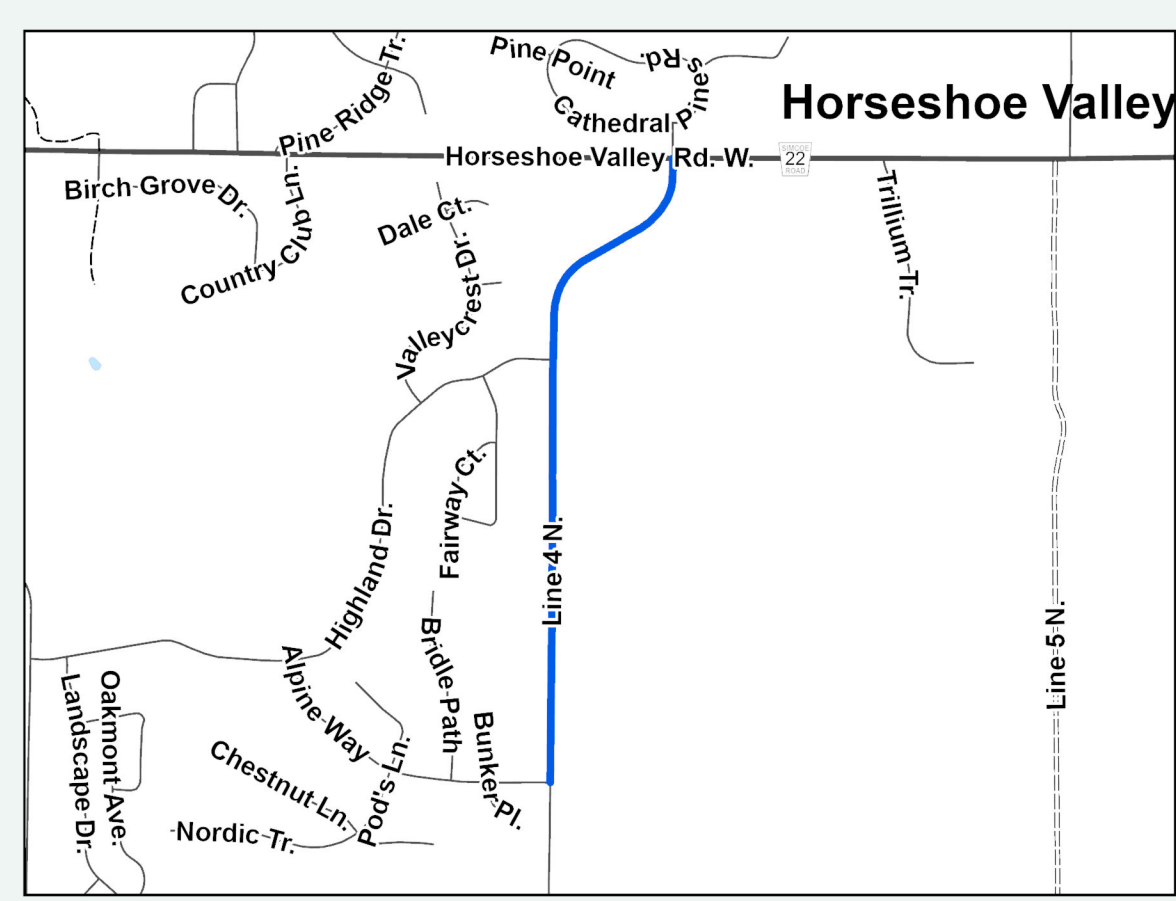 Pine Ridge Tr.
Pine Point
Cathedral Pines Rd.
Horseshoe Valley
Horseshoe Valley Rd. W.
SIMCOE
22
ROAD
Birch Grove Dr.
Country Club Ln.
Dale Ct.
Valleycrest Dr.
Trillium Tr.
Fairway Ct.
Highland Dr.
Line 4 N.
Line 5 N.
Bridle Path
Alpine Way
Landscape Dr.
Oakmont Ave.
Bunker Pl.
Chestnut Ln.
Pod's Ln.
Nordic Tr.